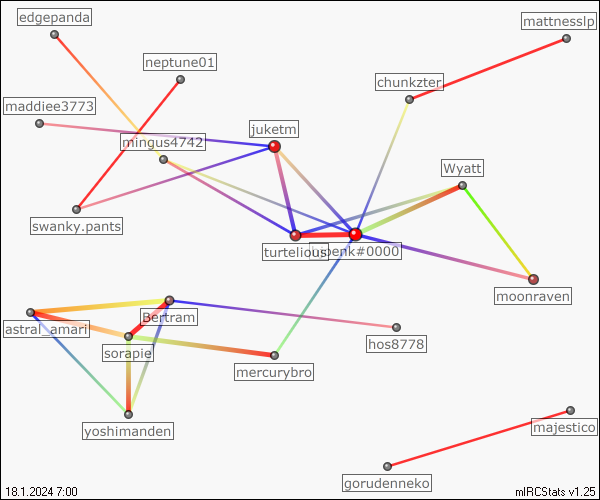 edgepanda
mattnesslp
neptune01
chunkzter
maddiee3773
juketm
mingus4742
Wyatt
swanky.pants
turtelious
penk#0000
moonraven
astral_amari
Bertram
sorapie
hos8778
mercurybro
yoshimanden
majestico
gorudenneko
18.1.2024 7:00
mIRCStats v1.25